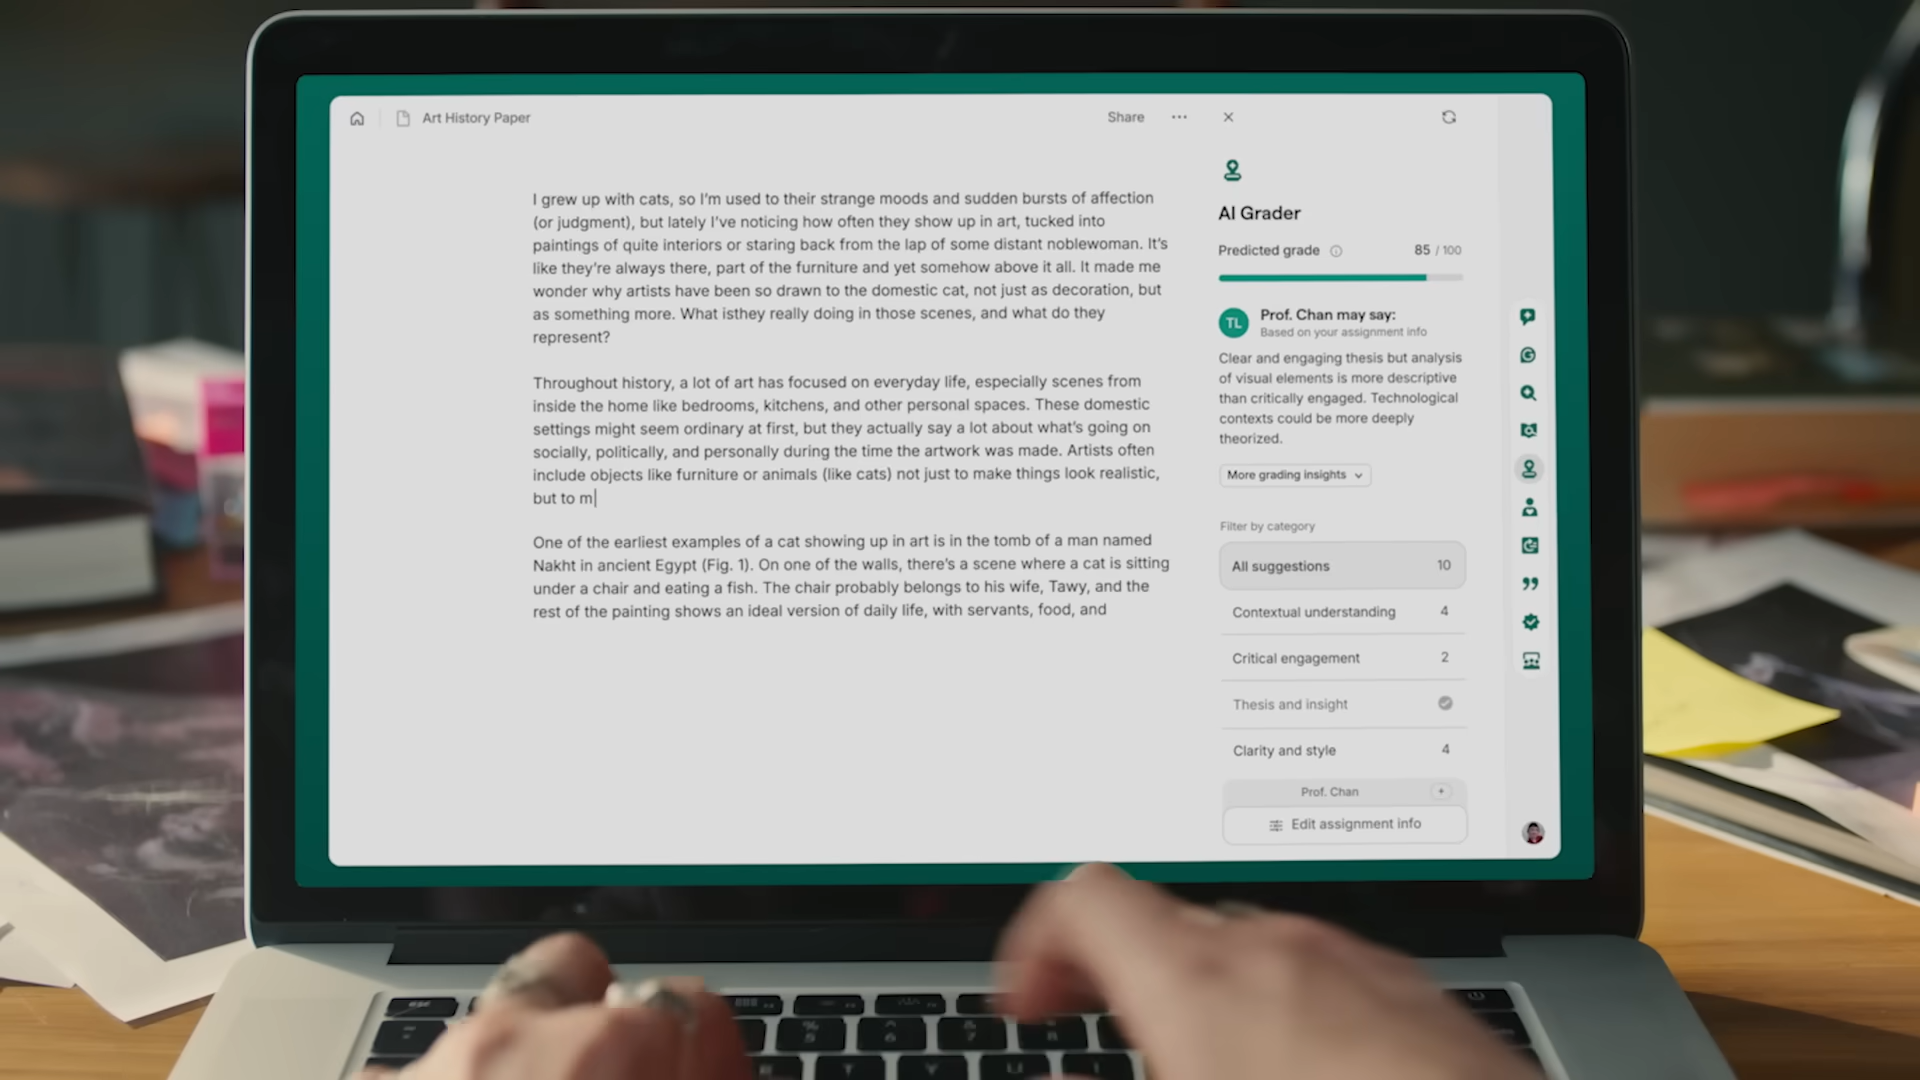 Art History Paper
Share
I grew up with cats, so I'm used to their strange moods and sudden bursts of affection
(or judgment), but lately I've noticing how often they show up in art, tucked into
paintings of quite interiors or staring back from the lap of some distant noblewoman. It's
like they're always there, part of the furniture and yet somehow above it all. It made me
wonder why artists have been so drawn to the domestic cat, not just as decoration, but
as something more. What isthey really doing in those scenes, and what do they
represent?
Throughout history, a lot of art has focused on everyday life, especially scenes from
inside the home like bedrooms, kitchens, and other personal spaces. These domestic
settings might seem ordinary at first, but they actually say a lot about what's going on
socially, politically, and personally during the time the artwork was made. Artists often
include objects like furniture or animals (like cats) not just to make things look realistic,
but to m
One of the earliest examples of a cat showing up in art is in the tomb of a man named
Nakht in ancient Egypt (Fig. 1). On one of the walls, there's a scene where a cat is sitting
under a chair and eating a fish. The chair probably belongs to his wife, Tawy, and the
rest of the painting shows an ideal version of daily life, with servants, food, and
AI Grader
Predicted grade 85 / 100
TL
Prof. Chan may say:
Based on your assignment info
Clear and engaging thesis but analysis
of visual elements is more descriptive
than critically engaged. Technological
contexts could be more deeply
theorized.
More grading insights
Filter by category
All suggestions 10
Contextual understanding 4
Critical engagement 2
Thesis and insight
Clarity and style 4
Prof. Chan +
Edit assignment info
esc
% 5
^ 6
& 7
8
T
Y
U